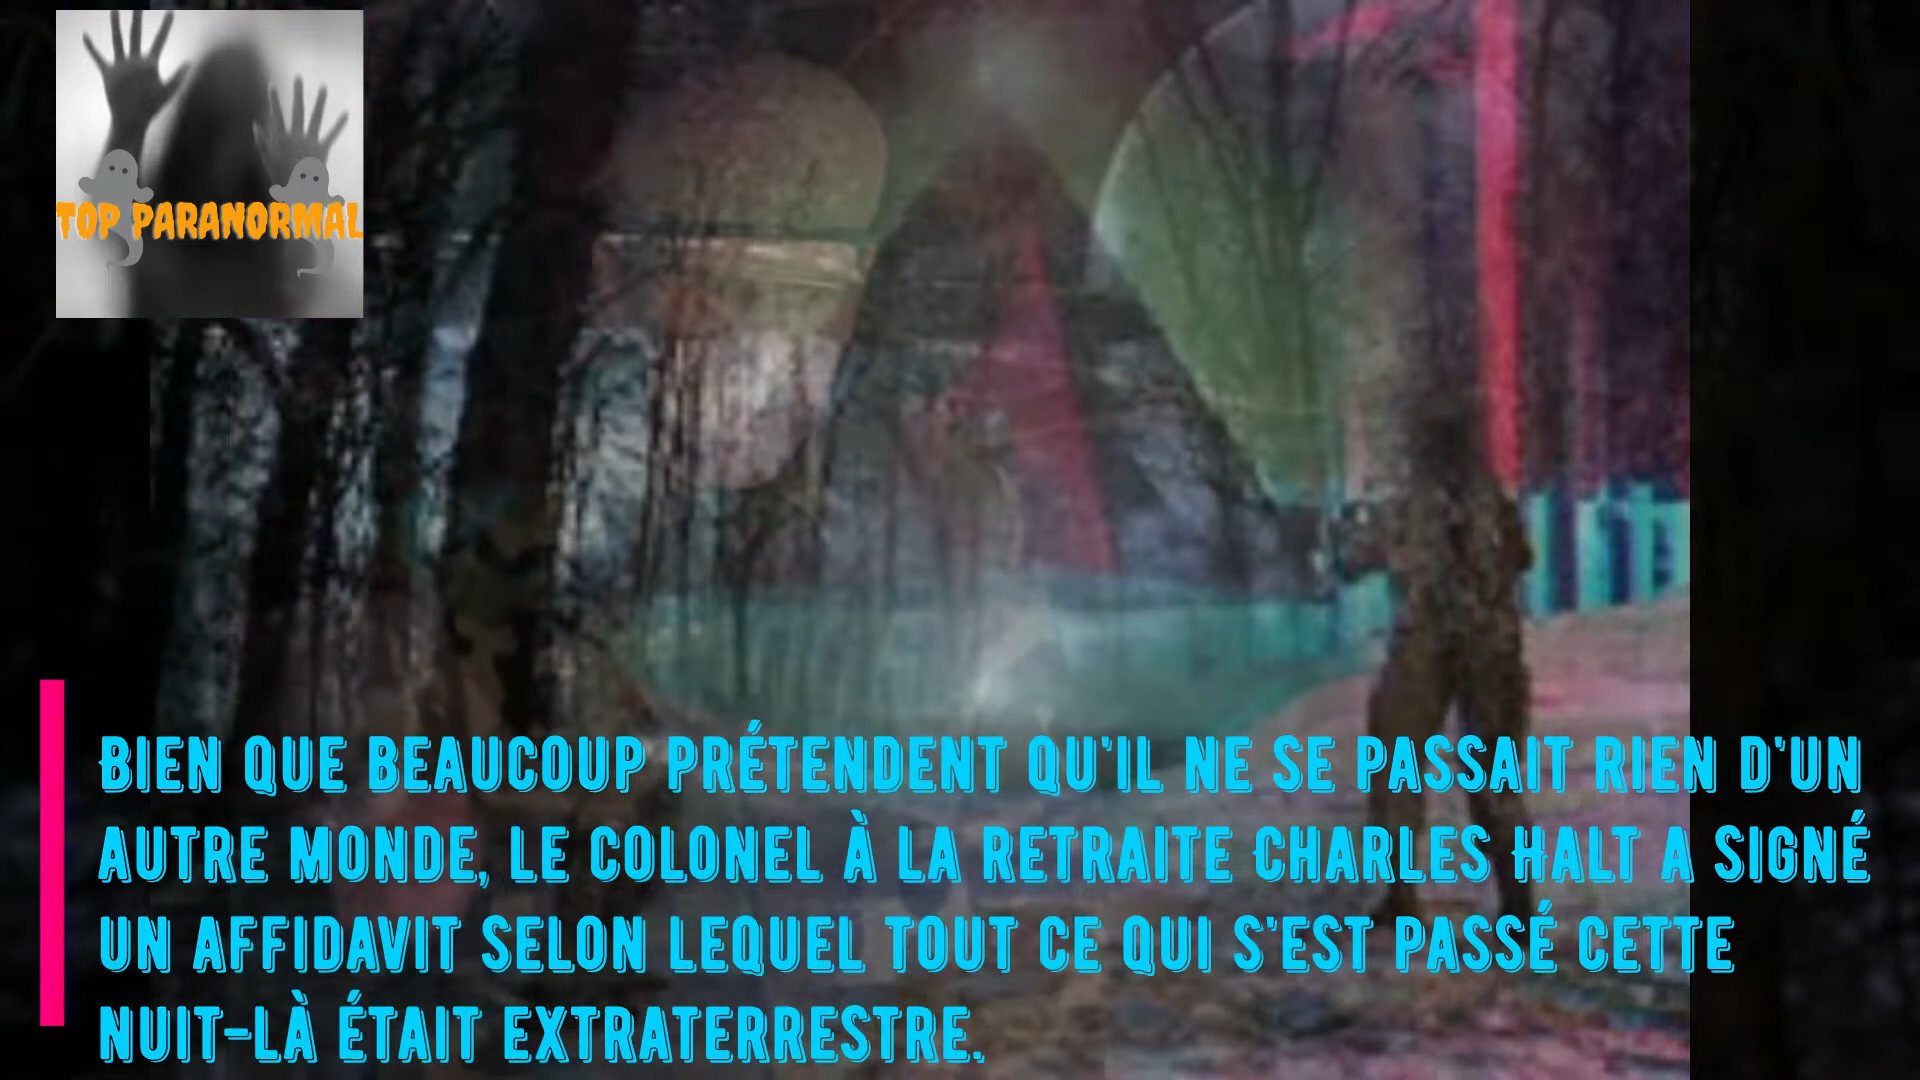 TOP PARANORMAL
BIEN QUE BEAUCOUP PRÉTENDENT QU'IL NE SE PASSAIT RIEN D'UN
AUTRE MONDE, LE COLONEL À LA RETRAITE CHARLES HALT A SIGNÉ
UN AFFIDAVIT SELON LEQUEL TOUT CE QUI S'EST PASSÉ CETTE
NUIT-LÀ ÉTAIT EXTRATERRESTRE.